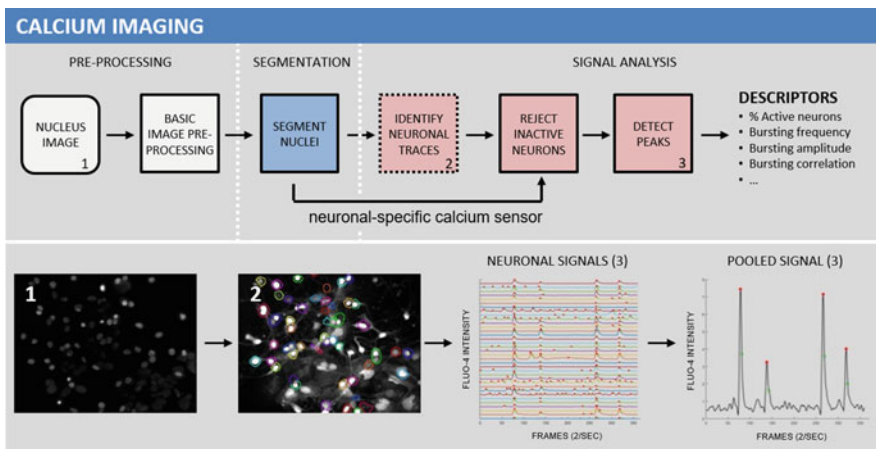 CALCIUM IMAGING
PRE-PROCESSING
SEGMENTATION
SIGNAL ANALYSIS
NUCLEUS
IMAGE
1
BASIC
IMAGE PRE-
PROCESSING
SEGMENT
NUCLEI
IDENTIFY
NEURONAL
TRACES
2
REJECT
INACTIVE
NEURONS
DETECT
PEAKS
3
DESCRIPTORS
• % Active neurons
• Bursting frequency
• Bursting amplitude
• Bursting correlation
• ...
neuronal-specific calcium sensor
1
2
NEURONAL SIGNALS (3)
FLUO-4 INTENSITY
FRAMES (2/SEC)
POOLED SIGNAL (3)
FLUO-4 INTENSITY
FRAMES (2/SEC)